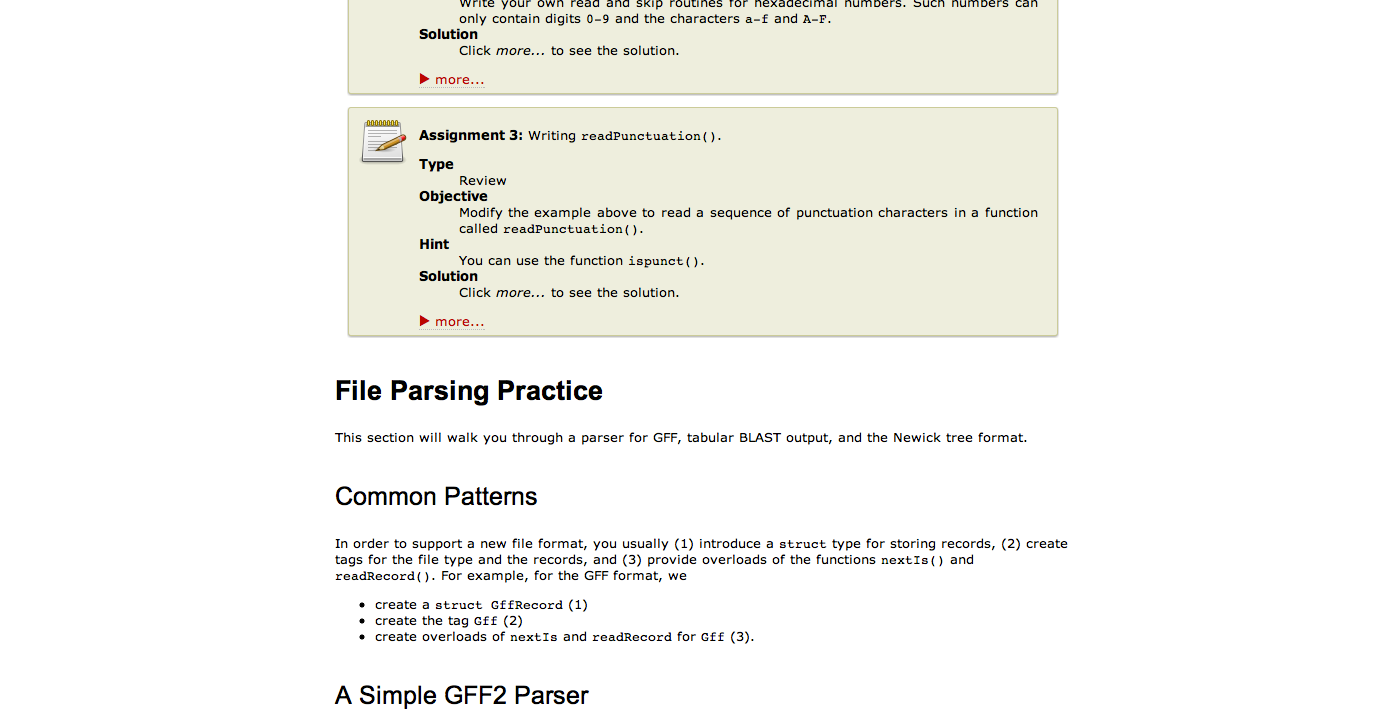 Write your own read and skip routines for hexadecimal numbers. Such numbers can
only contain digits 0-9 and the characters a-f and A-F.
Solution
Click more... to see the solution.
more...
Assignment 3: Writing readPunctuation().
Type
Review
Objective
Modify the example above to read a sequence of punctuation characters in a function
called readPunctuation().
Hint
You can use the function ispunct().
Solution
Click more... to see the solution.
more...
File Parsing Practice
This section will walk you through a parser for GFF, tabular BLAST output, and the Newick tree format.
Common Patterns
In order to support a new file format, you usually (1) introduce a struct type for storing records, (2) create
tags for the file type and the records, and (3) provide overloads of the functions nextIs() and
readRecord(). For example, for the GFF format, we
• create a struct GffRecord (1)
• create the tag Gff (2)
• create overloads of nextIs and readRecord for Gff (3).
A Simple GFF2 Parser